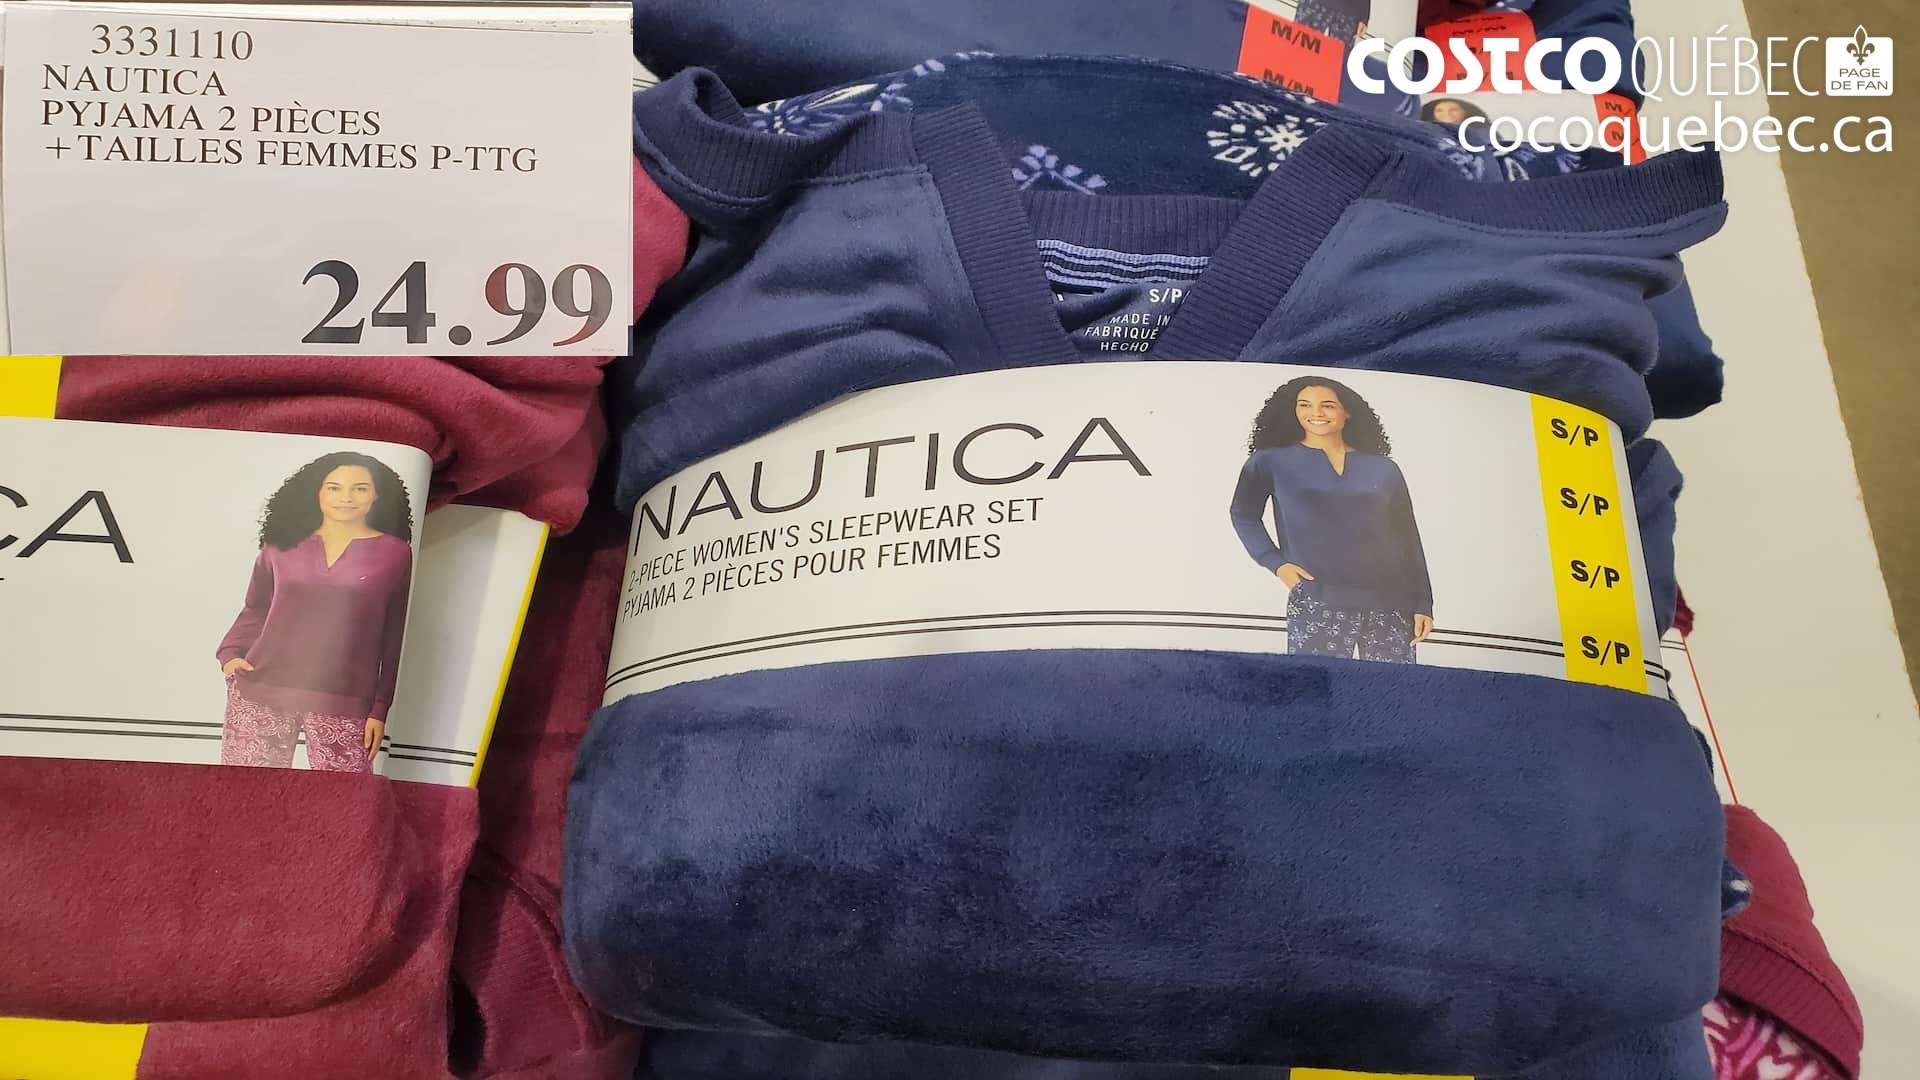 3331110
NAUTICA
PYJAMA 2 PIÈCES
+TAILLES FEMMES P-TTG
24.99
COSTCO QUÉBEC
PAGE
DE FAN
cocoquebec.ca
M/M
M/M
S/P
MADE IN
FABRIQUÉ
HECHO
NAUTICA
2-PIECE WOMEN'S SLEEPWEAR SET
PYJAMA 2 PIÈCES POUR FEMMES
S/P
S/P
S/P
S/P
CA